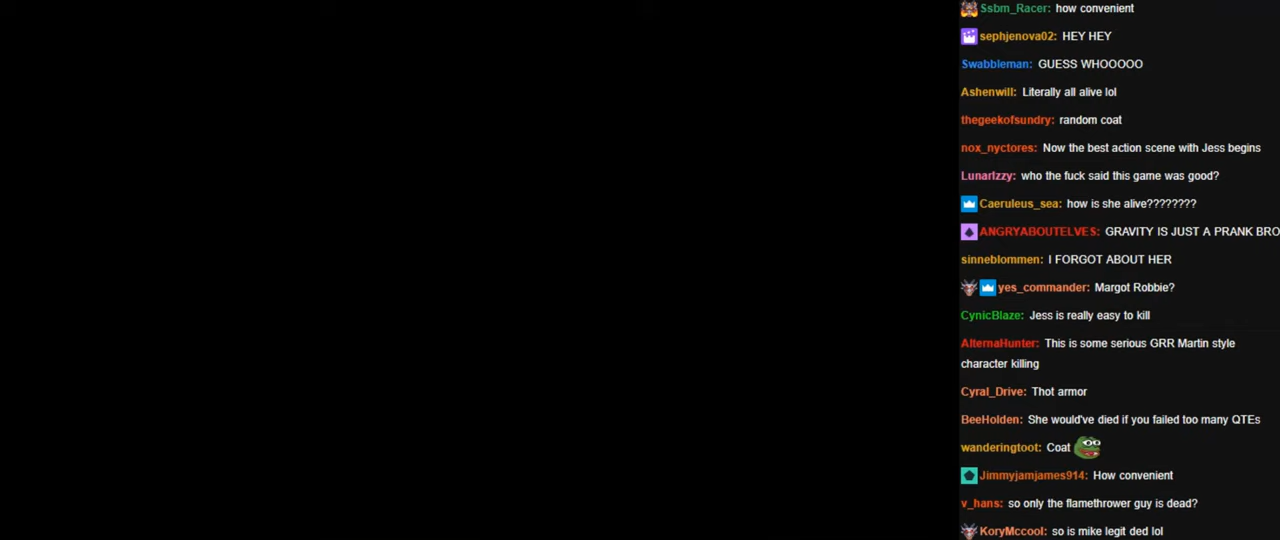 Ssbm_Racer: how convenient
sephjenova02: HEY HEY
Swabbleman: GUESS WHOOOOO
Ashenwill: Literally all alive lol
thegeekofsundry: random coat
nox_nyctores: Now the best action scene with Jess begins
LunarIzzy: who the fuck said this game was good?
Caeruleus_sea: how is she alive????????
ANGRYABOUTELVES: GRAVITY IS JUST A PRANK BRO
sinneblommen: I FORGOT ABOUT HER
yes_commander: Margot Robbie?
CynicBlaze: Jess is really easy to kill
AlternaHunter: This is some serious GRR Martin style
character killing
Cyral_Drive: Thot armor
BeeHolden: She would've died if you failed too many QTEs
wanderingtoot: Coat
Jimmyjamjames914: How convenient
v_hans: so only the flamethrower guy is dead?
KoryMccool: so is mike legit ded lol